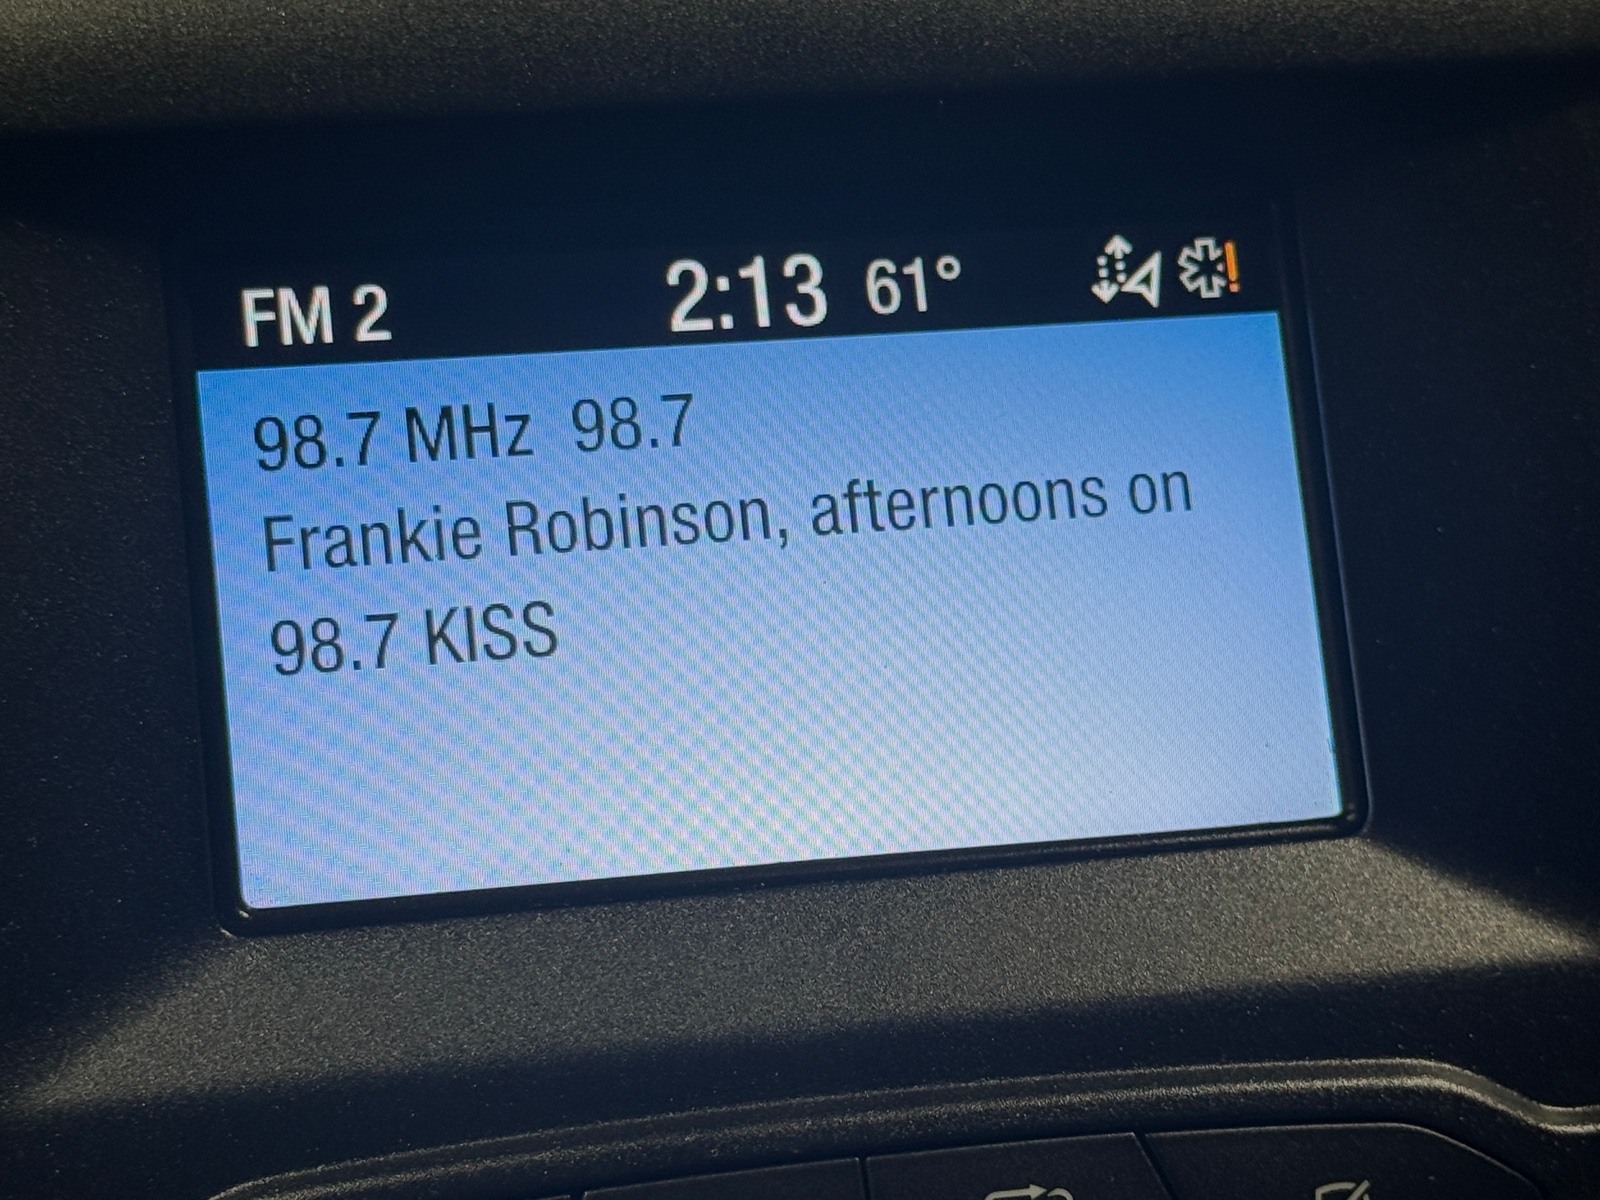 FM 2 2:13 61°
98.7 MHz 98.7
Frankie Robinson, afternoons on
98.7 KISS